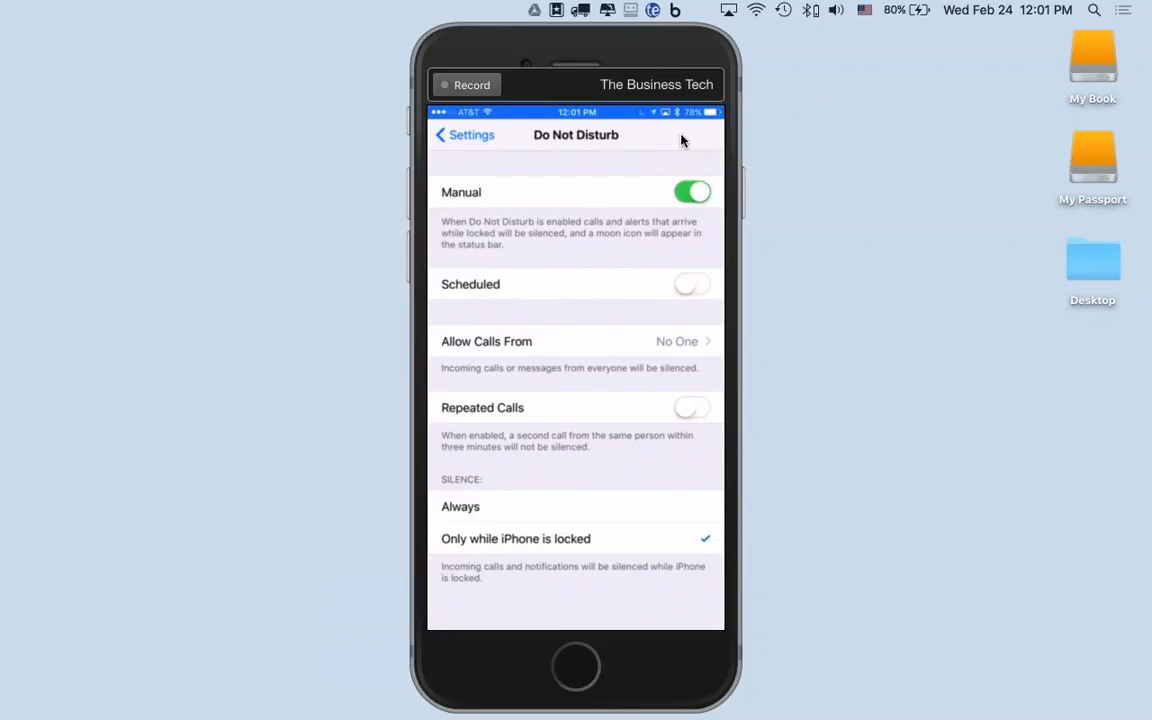 80% Wed Feb 24 12:01 PM
Record The Business Tech
AT&T 12:01 PM 78%
Settings Do Not Disturb
Manual
When Do Not Disturb is enabled calls and alerts that arrive
while locked will be silenced, and a moon icon will appear in
the status bar.
Scheduled
Allow Calls From No One
Incoming calls or messages from everyone will be silenced.
Repeated Calls
When enabled, a second call from the same person within
three minutes will not be silenced.
SILENCE:
Always
Only while iPhone is locked
Incoming calls and notifications will be silenced while iPhone
is locked.
My Book
My Passport
Desktop